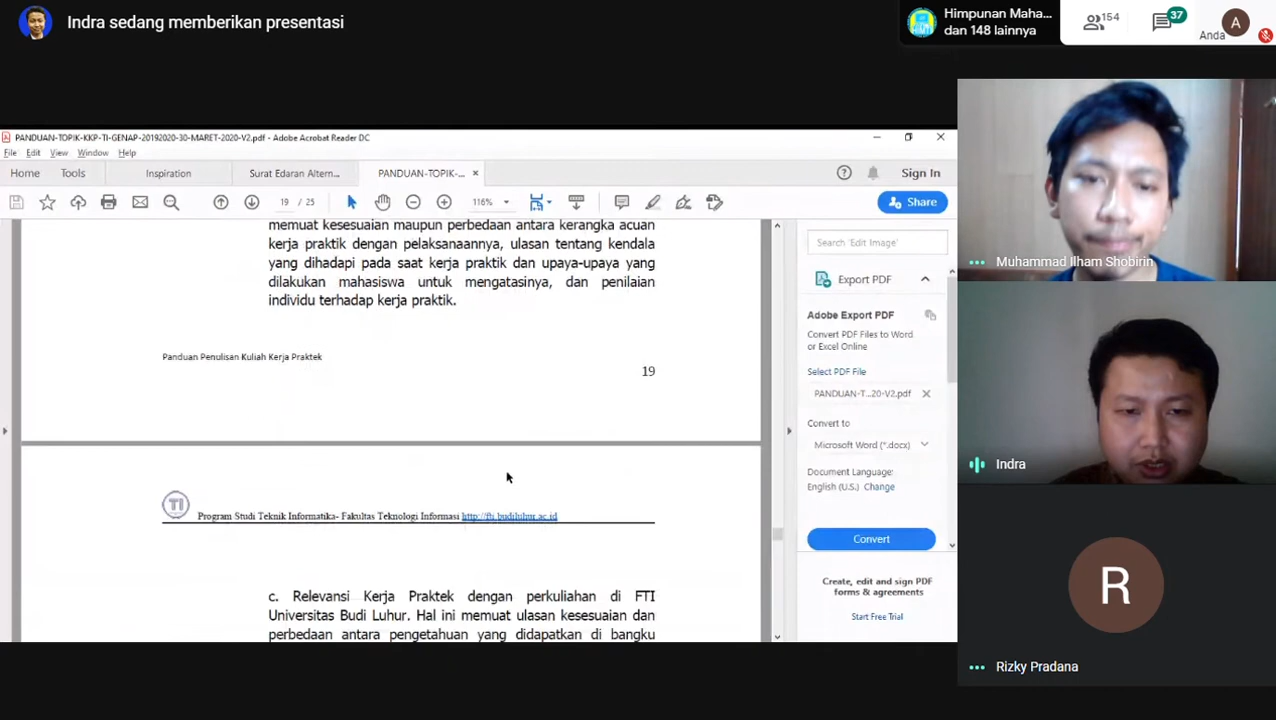 Indra sedang memberikan presentasi
Himpunan Maha...
dan 148 lainnya
154
37
Anda
A
PANDUAN-TOPIK-KKP-TI-GENAP-20192020-30-MARET-2020-V2.pdf - Adobe Acrobat Reader DC
File Edit View Window Help
Home Tools Inspiration Surat Edaran Altern... PANDUAN-TOPIK-... × Sign In
19 / 25 116% Share
memuat kesesuaian maupun perbedaan antara kerangka acuan
kerja praktik dengan pelaksanaannya, ulasan tentang kendala
yang dihadapi pada saat kerja praktik dan upaya-upaya yang
dilakukan mahasiswa untuk mengatasinya, dan penilaian
individu terhadap kerja praktik.
Panduan Penulisan Kuliah Kerja Praktek
19
TI
Program Studi Teknik Informatika- Fakultas Teknologi Informasi http://fti.budiluhur.ac.id
c. Relevansi Kerja Praktek dengan perkuliahan di FTI
Universitas Budi Luhur. Hal ini memuat ulasan kesesuaian dan
perbedaan antara pengetahuan yang didapatkan di bangku
Search 'Edit Image'
Export PDF
Adobe Export PDF
Convert PDF Files to Word
or Excel Online
Select PDF File
PANDUAN-T...20-V2.pdf
Convert to
Microsoft Word (*.docx)
Document Language:
English (U.S.) Change
Convert
Create, edit and sign PDF
forms & agreements
Start Free Trial
Muhammad Ilham Shobirin
Indra
R
Rizky Pradana